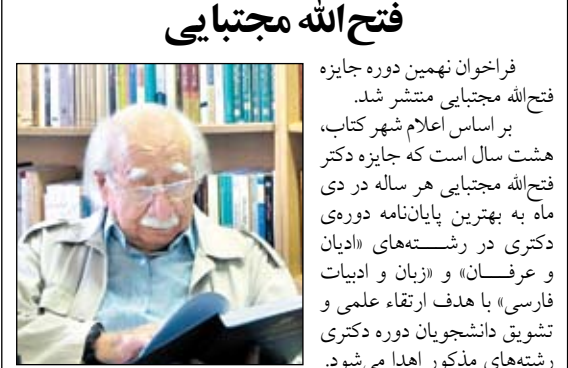 فتح‌الله مجتبایی
فراخوان نهمین دوره جایزه
فتح‌الله مجتبایی منتشر شد.
بر اساس اعلام شهر کتاب،
هشت سال است که جایزه دکتر
فتح‌الله مجتبایی هر ساله در دی
ماه به بهترین پایان‌نامه دوره‌ی
دکتری در رشــــته‌های «ادیان
و عرفــــان» و «زبان و ادبیات
فارسی» با هدف ارتقاء علمی و
تشویق دانشجویان دوره دکتری
رشته‌های مذکور اهدا می‌شود.